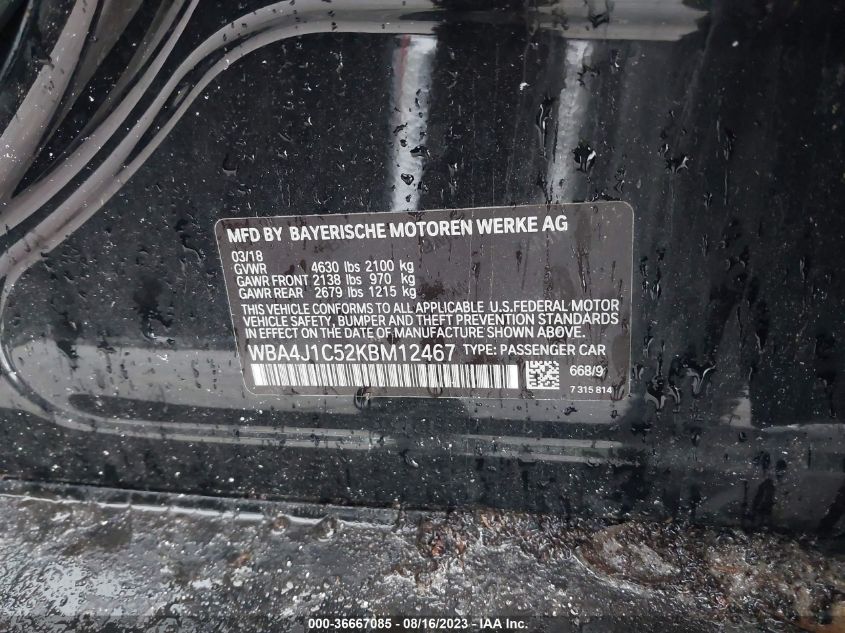 MFD BY BAYERISCHE MOTOREN WERKE AG
03/18
GVWR 4630 lbs 2100 kg
GAWR FRONT 2138 lbs 970 kg
GAWR REAR 2679 lbs 1215 kg
THIS VEHICLE CONFORMS TO ALL APPLICABLE U.S.FEDERAL MOTOR
VEHICLE SAFETY, BUMPER AND THEFT PREVENTION STANDARDS
IN EFFECT ON THE DATE OF MANUFACTURE SHOWN ABOVE.
WBA4J1C52KBM12467 TYPE: PASSENGER CAR
668/9
7 315 814
000-36667085 - 08/16/2023 - IAA Inc.